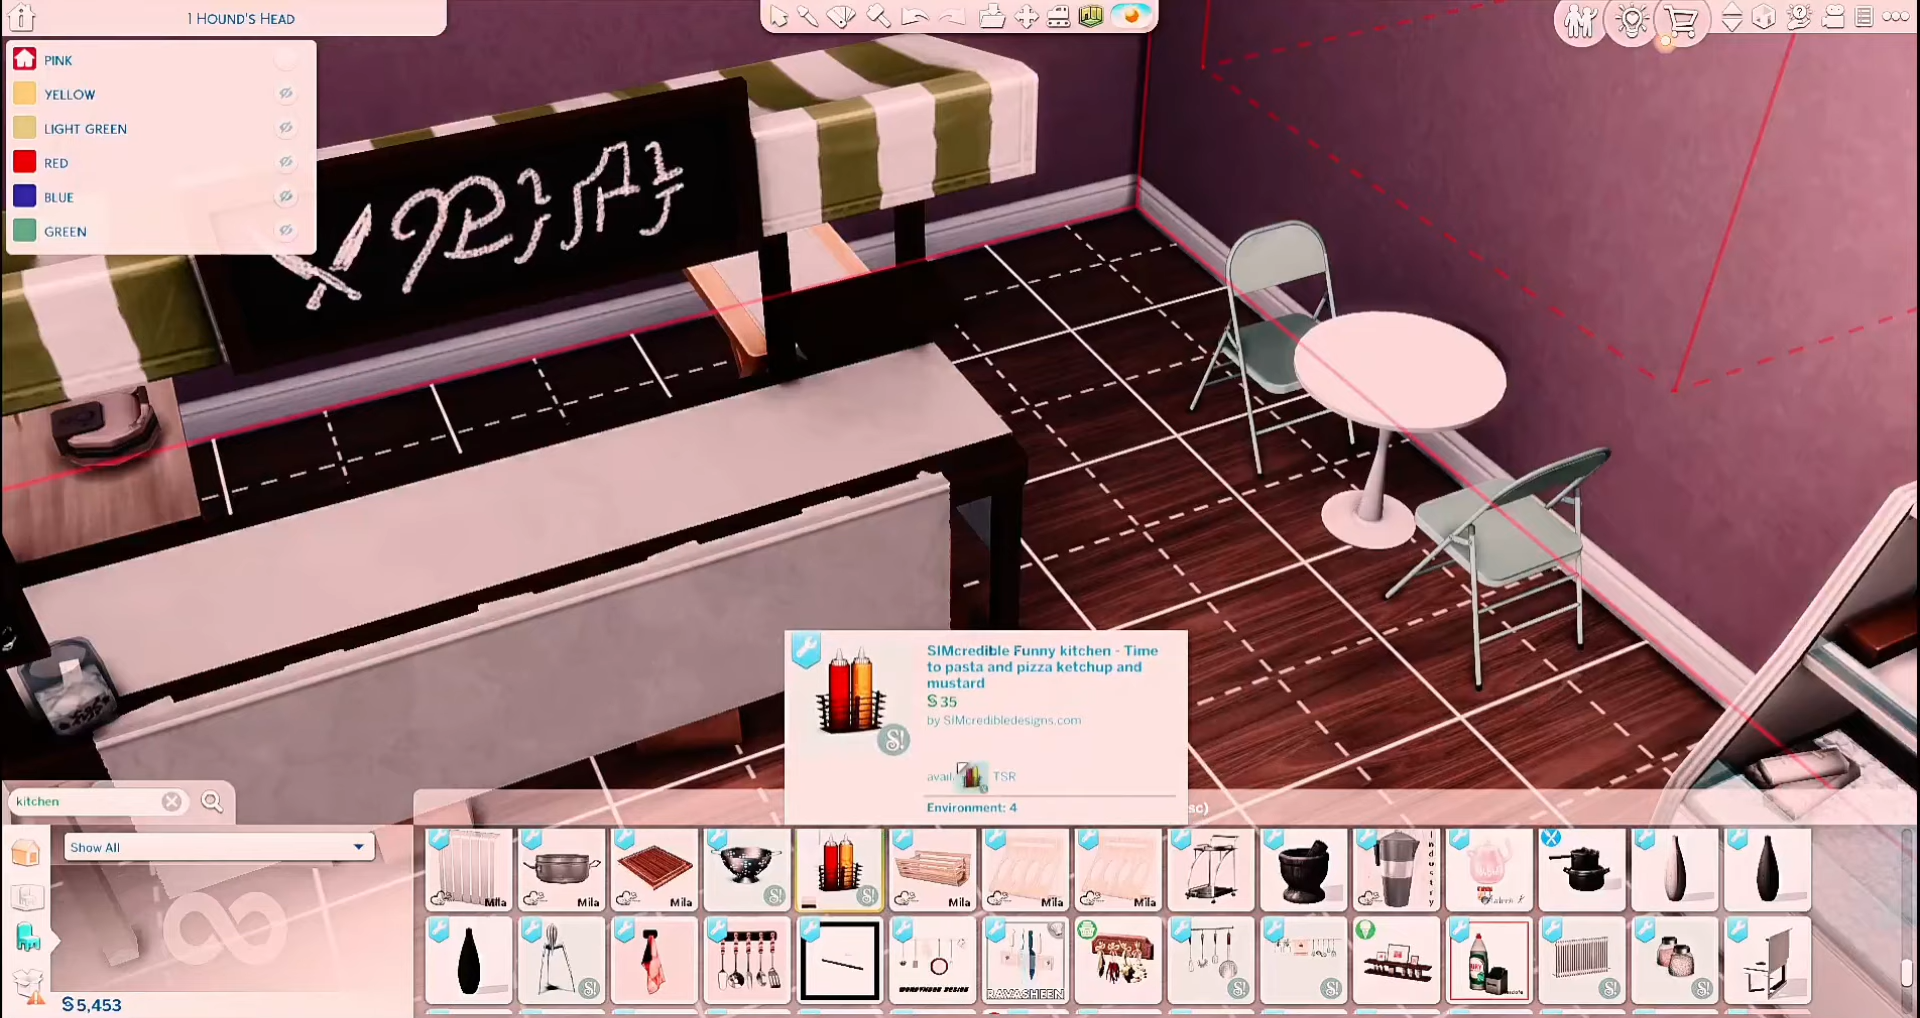 1 HOUND'S HEAD
PINK
YELLOW
LIGHT GREEN
RED
BLUE
GREEN
SIMcredible Funny kitchen - Time
to pasta and pizza ketchup and
mustard
§35
by SIMcredibledesigns.com
TSR
Environment: 4
kitchen
Show All
Mila
Mila
Mila
S!
S!
Mila
Mila
Mila
Industry
S!
RAVASHEEN
S!
S!
S!
S!
§5,453